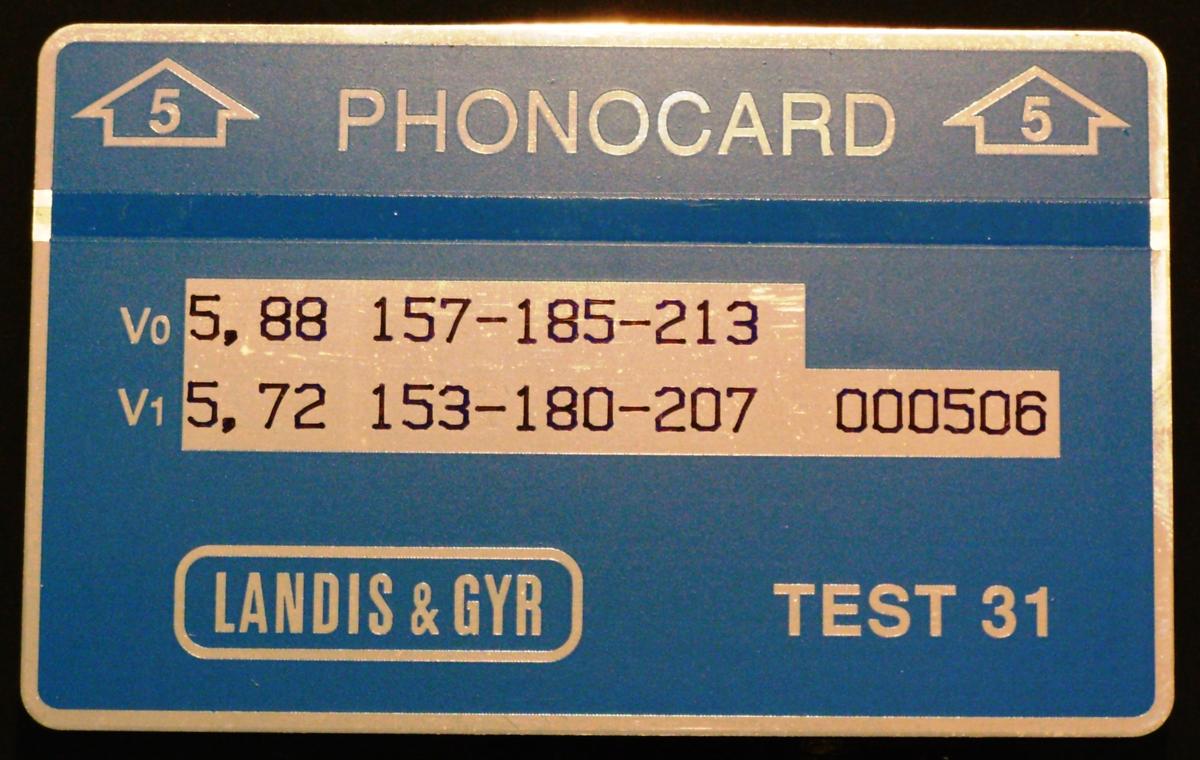 5 PHONOCARD 5
V0 5,88 157-185-213
V1 5,72 153-180-207 000506
LANDIS & GYR TEST 31